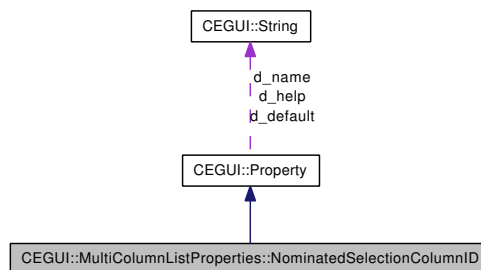 CEGUI::String
d_name
d_help
d_default
CEGUI::Property
CEGUI::MultiColumnListProperties::NominatedSelectionColumnID